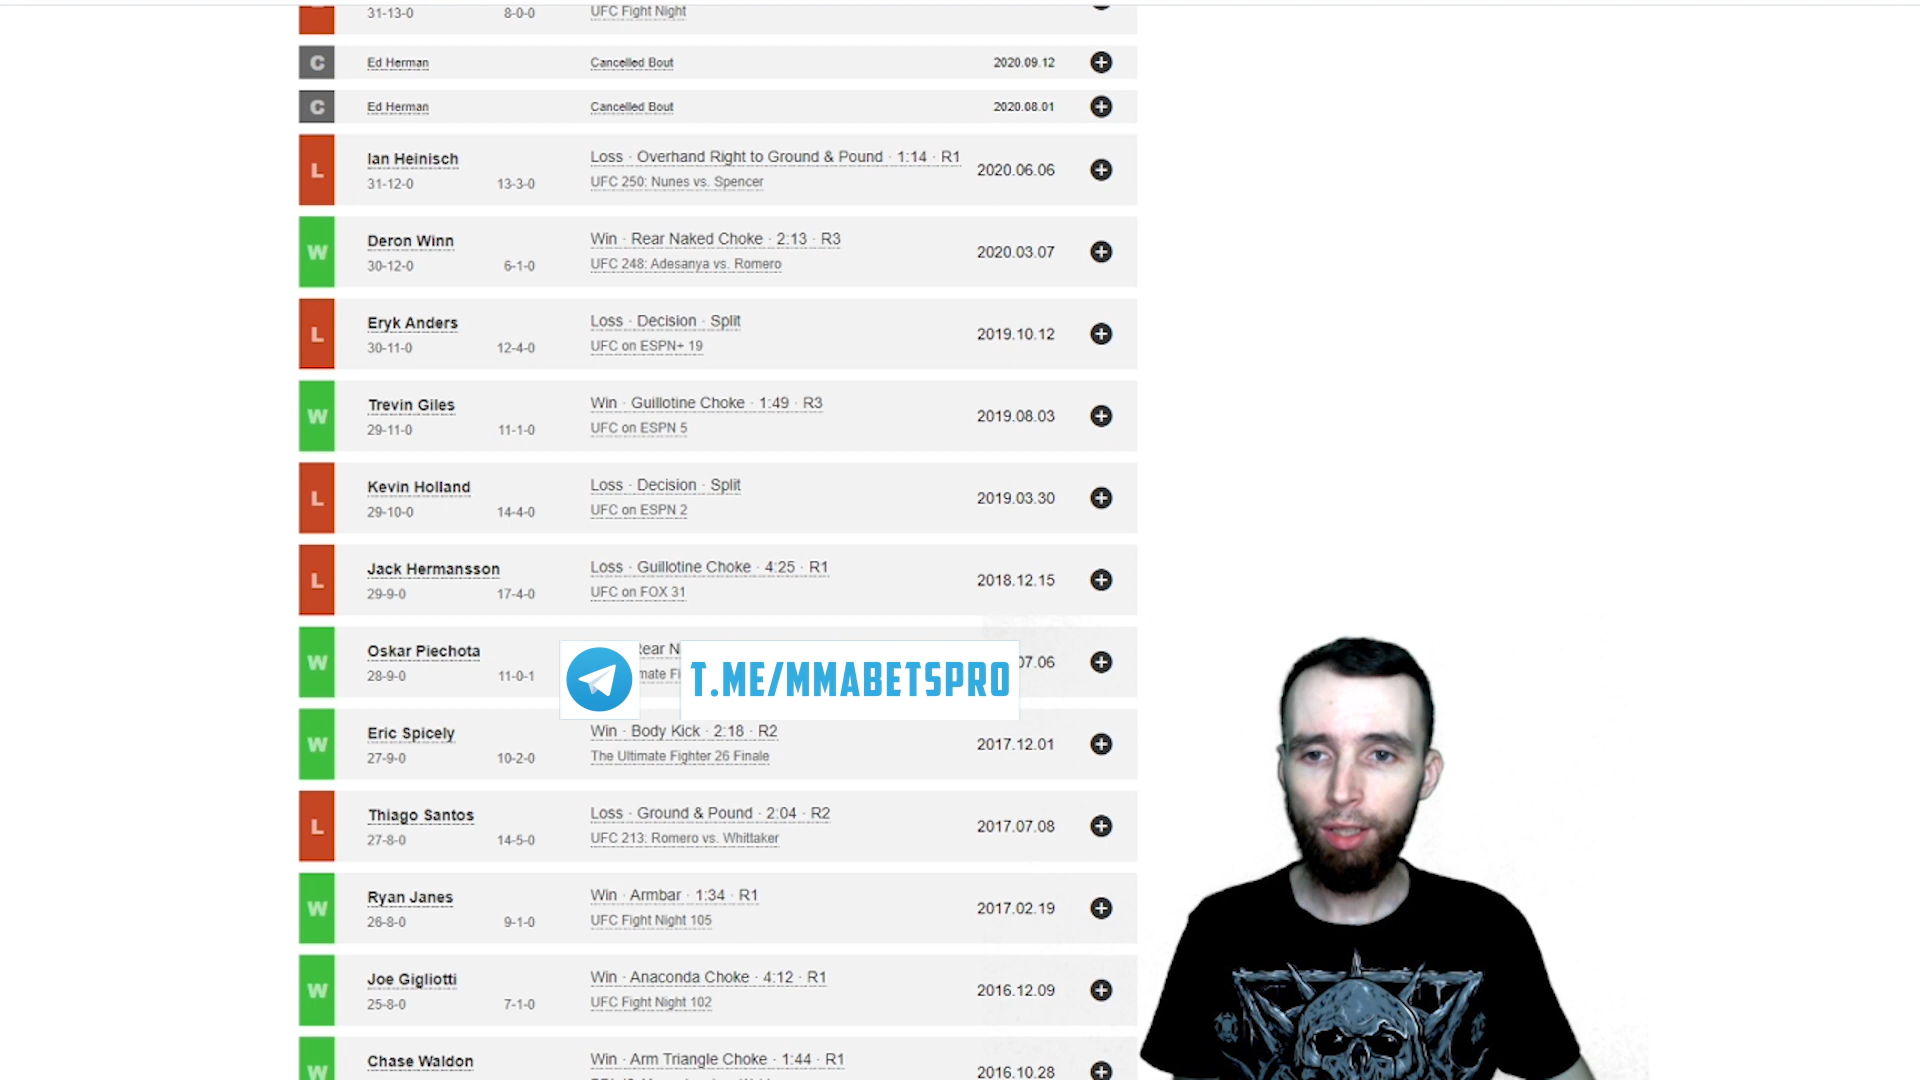 31-13-0 8-0-0 UFC Fight Night
C Ed Herman Cancelled Bout 2020.09.12
C Ed Herman Cancelled Bout 2020.08.01
L Ian Heinisch Loss · Overhand Right to Ground & Pound · 1:14 · R1 2020.06.06
31-12-0 13-3-0 UFC 250: Nunes vs. Spencer
W Deron Winn Win · Rear Naked Choke · 2:13 · R3 2020.03.07
30-12-0 6-1-0 UFC 248: Adesanya vs. Romero
L Eryk Anders Loss · Decision · Split 2019.10.12
30-11-0 12-4-0 UFC on ESPN+ 19
W Trevin Giles Win · Guillotine Choke · 1:49 · R3 2019.08.03
29-11-0 11-1-0 UFC on ESPN 5
L Kevin Holland Loss · Decision · Split 2019.03.30
29-10-0 14-4-0 UFC on ESPN 2
L Jack Hermansson Loss · Guillotine Choke · 4:25 · R1 2018.12.15
29-9-0 17-4-0 UFC on FOX 31
W Oskar Piechota 07.06
28-9-0 11-0-1
T.ME/MMABETSPRO
W Eric Spicely Win · Body Kick · 2:18 · R2 2017.12.01
27-9-0 10-2-0 The Ultimate Fighter 26 Finale
L Thiago Santos Loss · Ground & Pound · 2:04 · R2 2017.07.08
27-8-0 14-5-0 UFC 213: Romero vs. Whittaker
W Ryan Janes Win · Armbar · 1:34 · R1 2017.02.19
26-8-0 9-1-0 UFC Fight Night 105
W Joe Gigliotti Win · Anaconda Choke · 4:12 · R1 2016.12.09
25-8-0 7-1-0 UFC Fight Night 102
W Chase Waldon Win · Arm Triangle Choke · 1:44 · R1 2016.10.28